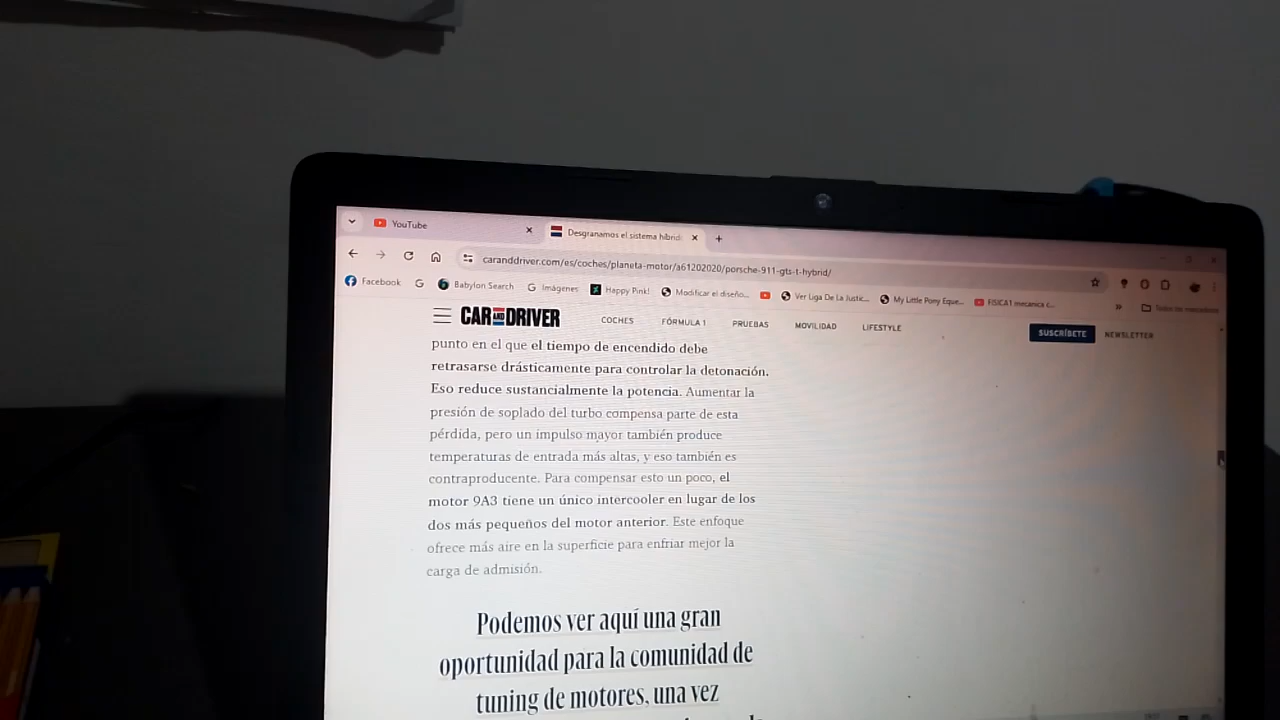 YouTube
Desgranamos el sistema híbrid
caranddriver.com/es/coches/planeta-motor/a61202020/porsche-911-gts-t-hybrid/
Facebook
Babylon Search
Imágenes
Happy Pink!
Modificar el diseño...
Ver Liga De La Justic...
My Little Pony Eque...
FISICA1 mecanica c...
Todos los marcadores
CAR AND DRIVER
COCHES
FÓRMULA 1
PRUEBAS
MOVILIDAD
LIFESTYLE
SUSCRÍBETE
NEWSLETTER
punto en el que el tiempo de encendido debe
retrasarse drásticamente para controlar la detonación.
Eso reduce sustancialmente la potencia. Aumentar la
presión de soplado del turbo compensa parte de esta
pérdida, pero un impulso mayor también produce
temperaturas de entrada más altas, y eso también es
contraproducente. Para compensar esto un poco, el
motor 9A3 tiene un único intercooler en lugar de los
dos más pequeños del motor anterior. Este enfoque
ofrece más aire en la superficie para enfriar mejor la
carga de admisión.
Podemos ver aquí una gran
oportunidad para la comunidad de
tuning de motores, una vez